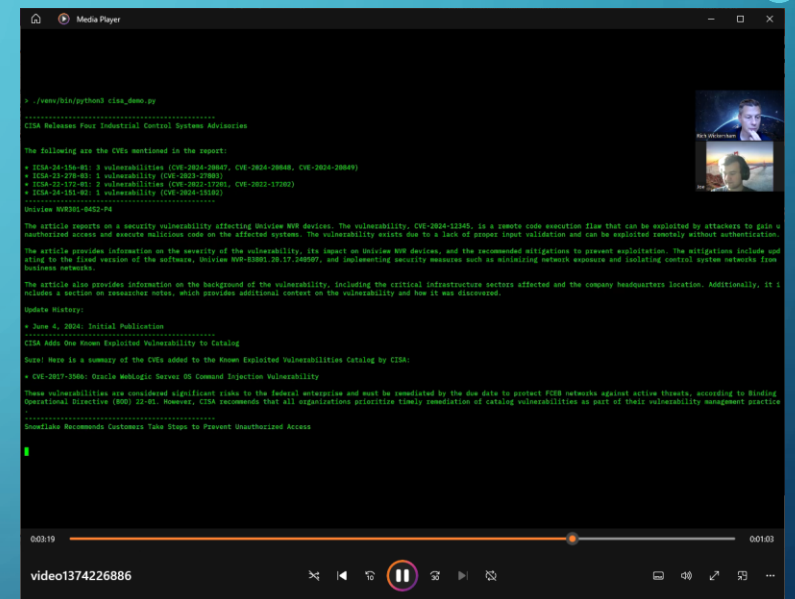 Media Player
> ./venv/bin/python3 cisa_demo.py
----------------------------------------------
CISA Releases Four Industrial Control Systems Advisories
The following are the CVEs mentioned in the report:
* ICSA-24-156-01: 3 vulnerabilities (CVE-2024-20847, CVE-2024-20848, CVE-2024-20849)
* ICSA-23-278-03: 1 vulnerability (CVE-2023-27803)
* ICSA-22-172-01: 2 vulnerabilities (CVE-2022-17201, CVE-2022-17202)
* ICSA-24-151-02: 1 vulnerability (CVE-2024-15102)
----------------------------------------------
Uniview NVR301-04S2-P4
The article reports on a security vulnerability affecting Uniview NVR devices. The vulnerability, CVE-2024-12345, is a remote code execution flaw that can be exploited by attackers to gain u
nauthorized access and execute malicious code on the affected systems. The vulnerability exists due to a lack of proper input validation and can be exploited remotely without authentication.
The article provides information on the severity of the vulnerability, its impact on Uniview NVR devices, and the recommended mitigations to prevent exploitation. The mitigations include upd
ating to the fixed version of the software, Uniview NVR-B3801.20.17.240507, and implementing security measures such as minimizing network exposure and isolating control system networks from
business networks.
The article also provides information on the background of the vulnerability, including the critical infrastructure sectors affected and the company headquarters location. Additionally, it i
ncludes a section on researcher notes, which provides additional context on the vulnerability and how it was discovered.
Update History:
* June 4, 2024: Initial Publication
----------------------------------------------
CISA Adds One Known Exploited Vulnerability to Catalog
Sure! Here is a summary of the CVEs added to the Known Exploited Vulnerabilities Catalog by CISA:
* CVE-2017-3506: Oracle WebLogic Server OS Command Injection Vulnerability
These vulnerabilities are considered significant risks to the federal enterprise and must be remediated by the due date to protect FCEB networks against active threats, according to Binding
Operational Directive (BOD) 22-01. However, CISA recommends that all organizations prioritize timely remediation of catalog vulnerabilities as part of their vulnerability management practice
.
----------------------------------------------
Snowflake Recommends Customers Take Steps to Prevent Unauthorized Access
Rich Wickersham
Joe
0:03:19
0:01:03
video1374226886
10
30